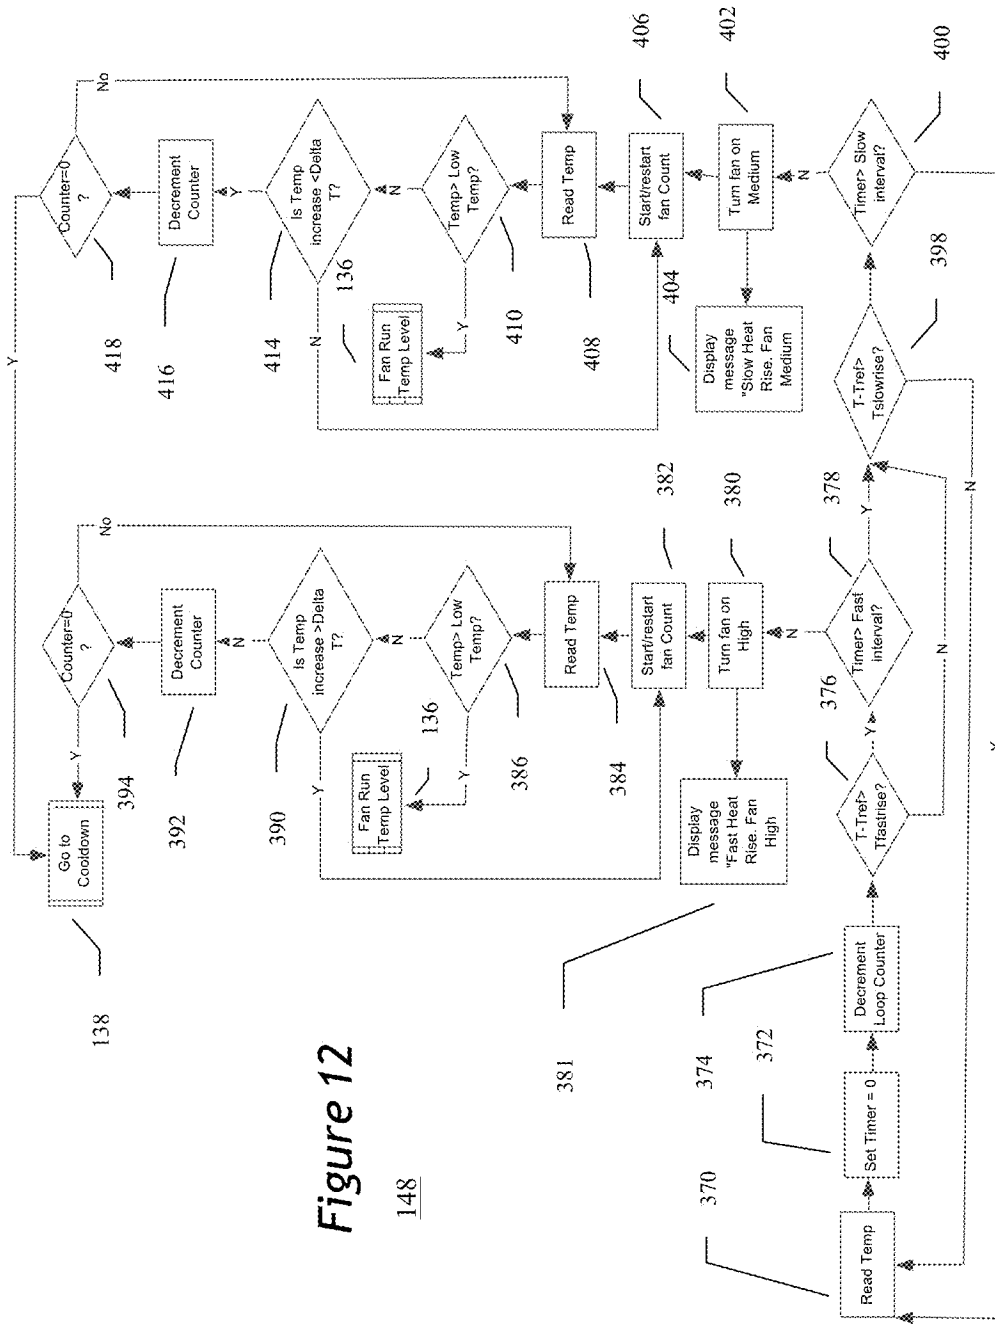 Figure 12
148
370
Read Temp
372
Set Timer = 0
374
Decrement
Loop Counter
376
T-Tref>
Tfastrise?
Y
N
378
Timer> Fast
interval?
Y
N
380
Turn fan on
High
381
Display
message
"Fast Heat
Rise. Fan
High
382
Start/restart
fan Count
384
Read Temp
386
Temp> Low
Temp?
Y
N
136
Fan Run
Temp Level
390
Is Temp
increase >Delta
T?
Y
N
392
Decrement
Counter
394
Counter=0
?
Y
No
138
Go to
Cooldown
398
T-Tref>
Tslowrise?
N
400
Timer> Slow
interval?
N
Y
402
Turn fan on
Medium
404
Display
message
"Slow Heat
Rise. Fan
Medium
406
Start/restart
fan Count
408
Read Temp
410
Temp> Low
Temp?
Y
N
136
Fan Run
Temp Level
414
Is Temp
increase <Delta
T?
N
Y
416
Decrement
Counter
418
Counter=0
?
Y
No